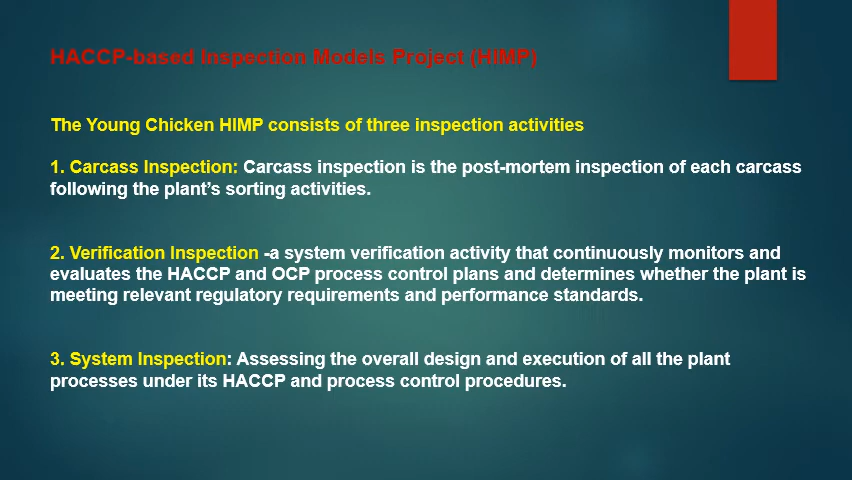 HACCP-based Inspection Models Project (HIMP)
The Young Chicken HIMP consists of three inspection activities
1. Carcass Inspection: Carcass inspection is the post-mortem inspection of each carcass
following the plant’s sorting activities.
2. Verification Inspection -a system verification activity that continuously monitors and
evaluates the HACCP and OCP process control plans and determines whether the plant is
meeting relevant regulatory requirements and performance standards.
3. System Inspection: Assessing the overall design and execution of all the plant
processes under its HACCP and process control procedures.